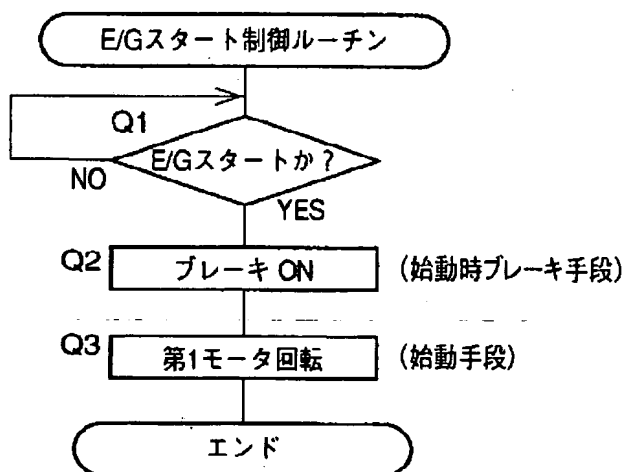 E/Gスタート制御ルーチン
Q1
E/Gスタートか?
NO
YES
Q2 ブレーキ ON (始動時ブレーキ手段)
Q3 第1モータ回転 (始動手段)
エンド